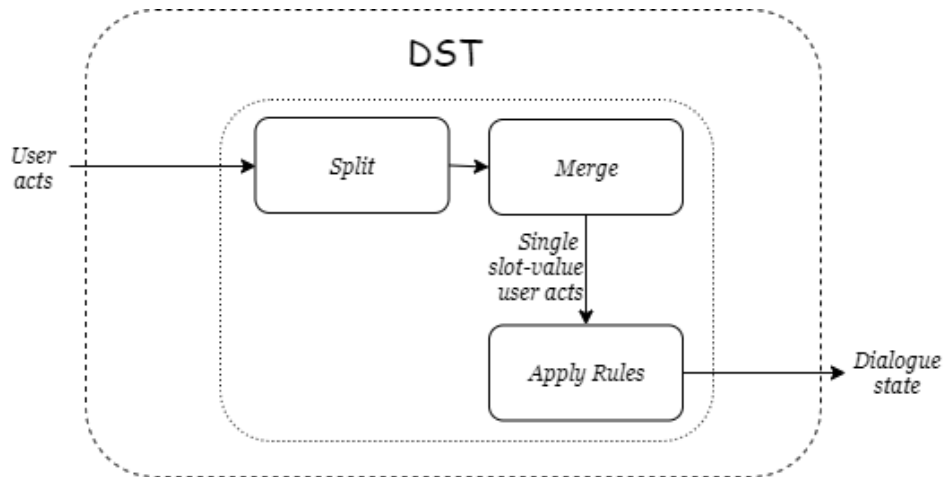 DST
User
acts
Split
Merge
Single
slot-value
user acts
Apply Rules
Dialogue
state